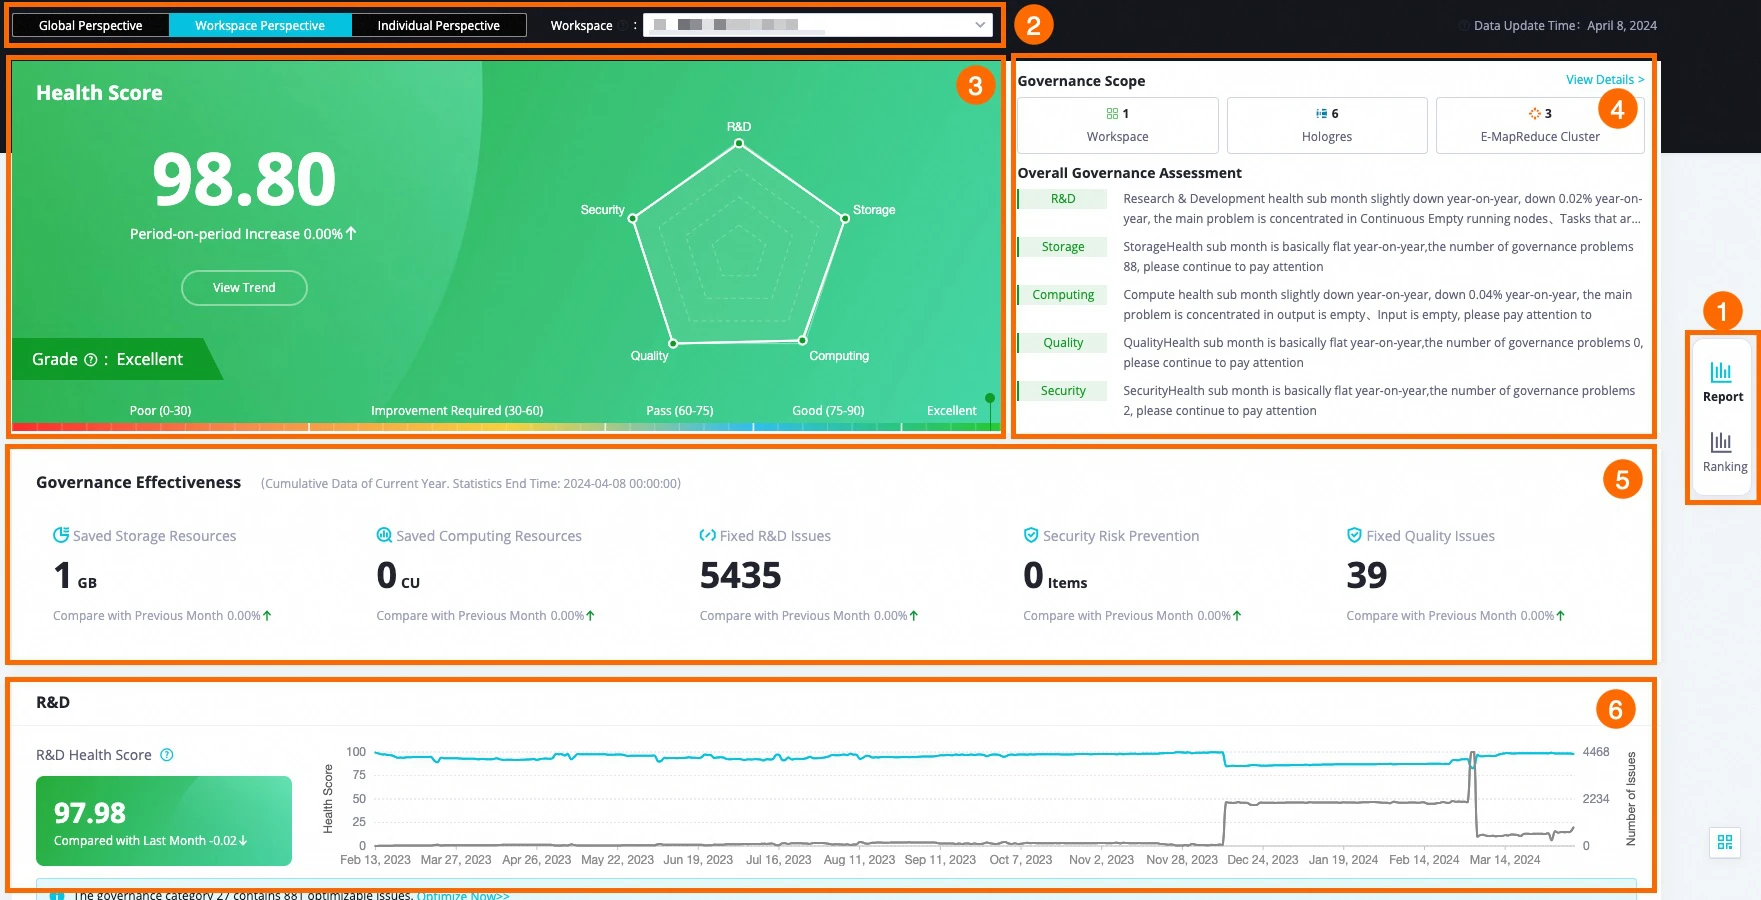 Global Perspective
Workspace Perspective
Individual Perspective
Workspace :
2
Data Update Time: April 8, 2024
Health Score
3
98.80
Period-on-period Increase 0.00%↑
View Trend
Grade ? : Excellent
R&D
Storage
Computing
Quality
Security
Poor (0-30)
Improvement Required (30-60)
Pass (60-75)
Good (75-90)
Excellent
Governance Scope
View Details >
4
1
Workspace
6
Hologres
3
E-MapReduce Cluster
Overall Governance Assessment
R&D
Research & Development health sub month slightly down year-on-year, down 0.02% year-on-
year, the main problem is concentrated in Continuous Empty running nodes、Tasks that ar...
Storage
StorageHealth sub month is basically flat year-on-year,the number of governance problems
88, please continue to pay attention
Computing
Compute health sub month slightly down year-on-year, down 0.04% year-on-year, the main
problem is concentrated in output is empty、Input is empty, please pay attention to
Quality
QualityHealth sub month is basically flat year-on-year,the number of governance problems 0,
please continue to pay attention
Security
SecurityHealth sub month is basically flat year-on-year,the number of governance problems
2, please continue to pay attention
1
Report
Ranking
Governance Effectiveness
(Cumulative Data of Current Year. Statistics End Time: 2024-04-08 00:00:00)
5
Saved Storage Resources
1 GB
Compare with Previous Month 0.00%↑
Saved Computing Resources
0 CU
Compare with Previous Month 0.00%↑
Fixed R&D Issues
5435
Compare with Previous Month 0.00%↑
Security Risk Prevention
0 Items
Compare with Previous Month 0.00%↑
Fixed Quality Issues
39
Compare with Previous Month 0.00%↑
R&D
6
R&D Health Score ?
97.98
Compared with Last Month -0.02↓
Health Score
100
75
50
25
0
4468
2234
0
Number of Issues
Feb 13, 2023
Mar 27, 2023
Apr 26, 2023
May 22, 2023
Jun 19, 2023
Jul 16, 2023
Aug 11, 2023
Sep 11, 2023
Oct 7, 2023
Nov 2, 2023
Nov 28, 2023
Dec 24, 2023
Jan 19, 2024
Feb 14, 2024
Mar 14, 2024
The governance category 27 contains 881 optimizable issues. Optimize Now>>